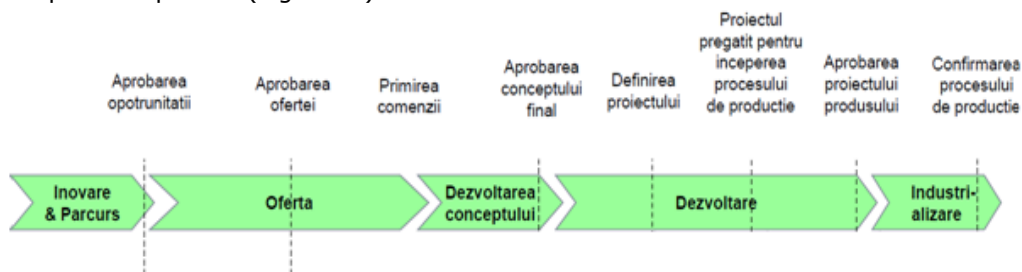 Aprobarea
opotrunitatii
Aprobarea
ofertei
Primirea
comenzii
Aprobarea
conceptului
final
Definirea
proiectului
Proiectul
pregatit pentru
inceperea
procesului
de productie
Aprobarea
proiectului
produsului
Confirmarea
procesului
de productie
Inovare
& Parcurs
Oferta
Dezvoltarea
conceptului
Dezvoltare
Industri-
alizare